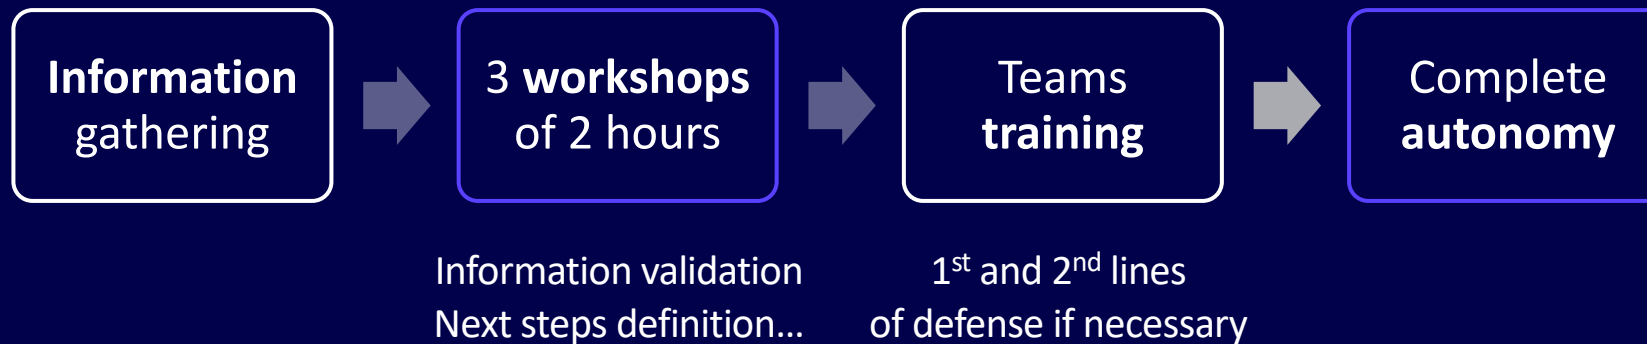 Information
gathering
3 workshops
of 2 hours
Teams
training
Complete
autonomy
Information validation
Next steps definition...
1st and 2nd lines
of defense if necessary